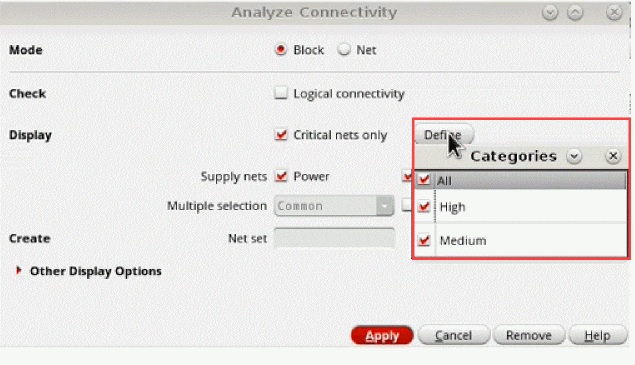 Analyze Connectivity
Mode Block Net
Check Logical connectivity
Display Critical nets only Define
Categories
Supply nets Power All
Multiple selection Common High
Create Net set Medium
Other Display Options
Apply Cancel Remove Help